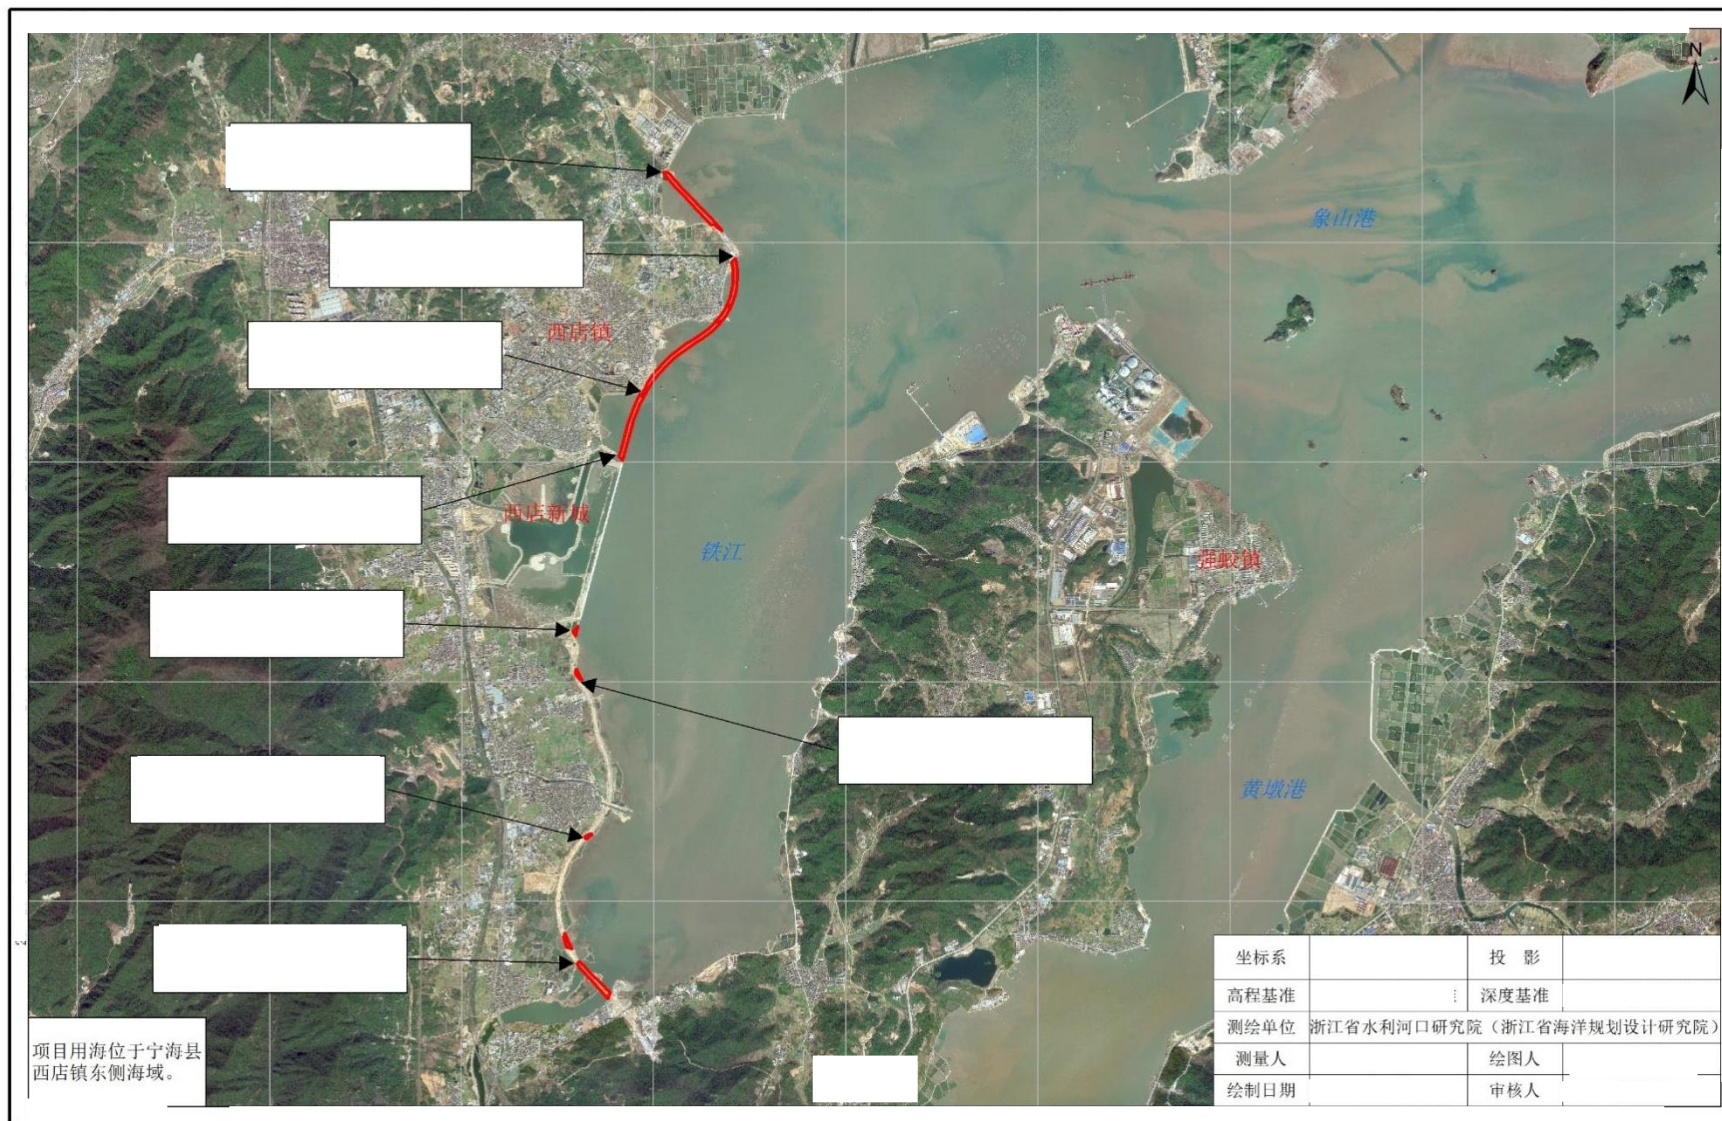 N
象山港
西店镇
西店新城
铁江
强蛟镇
黄墩港
项目用海位于宁海县
西店镇东侧海域。
坐标系 投 影
高程基准 深度基准
测绘单位 浙江省水利河口研究院（浙江省海洋规划设计研究院）
测量人 绘图人
绘制日期 审核人